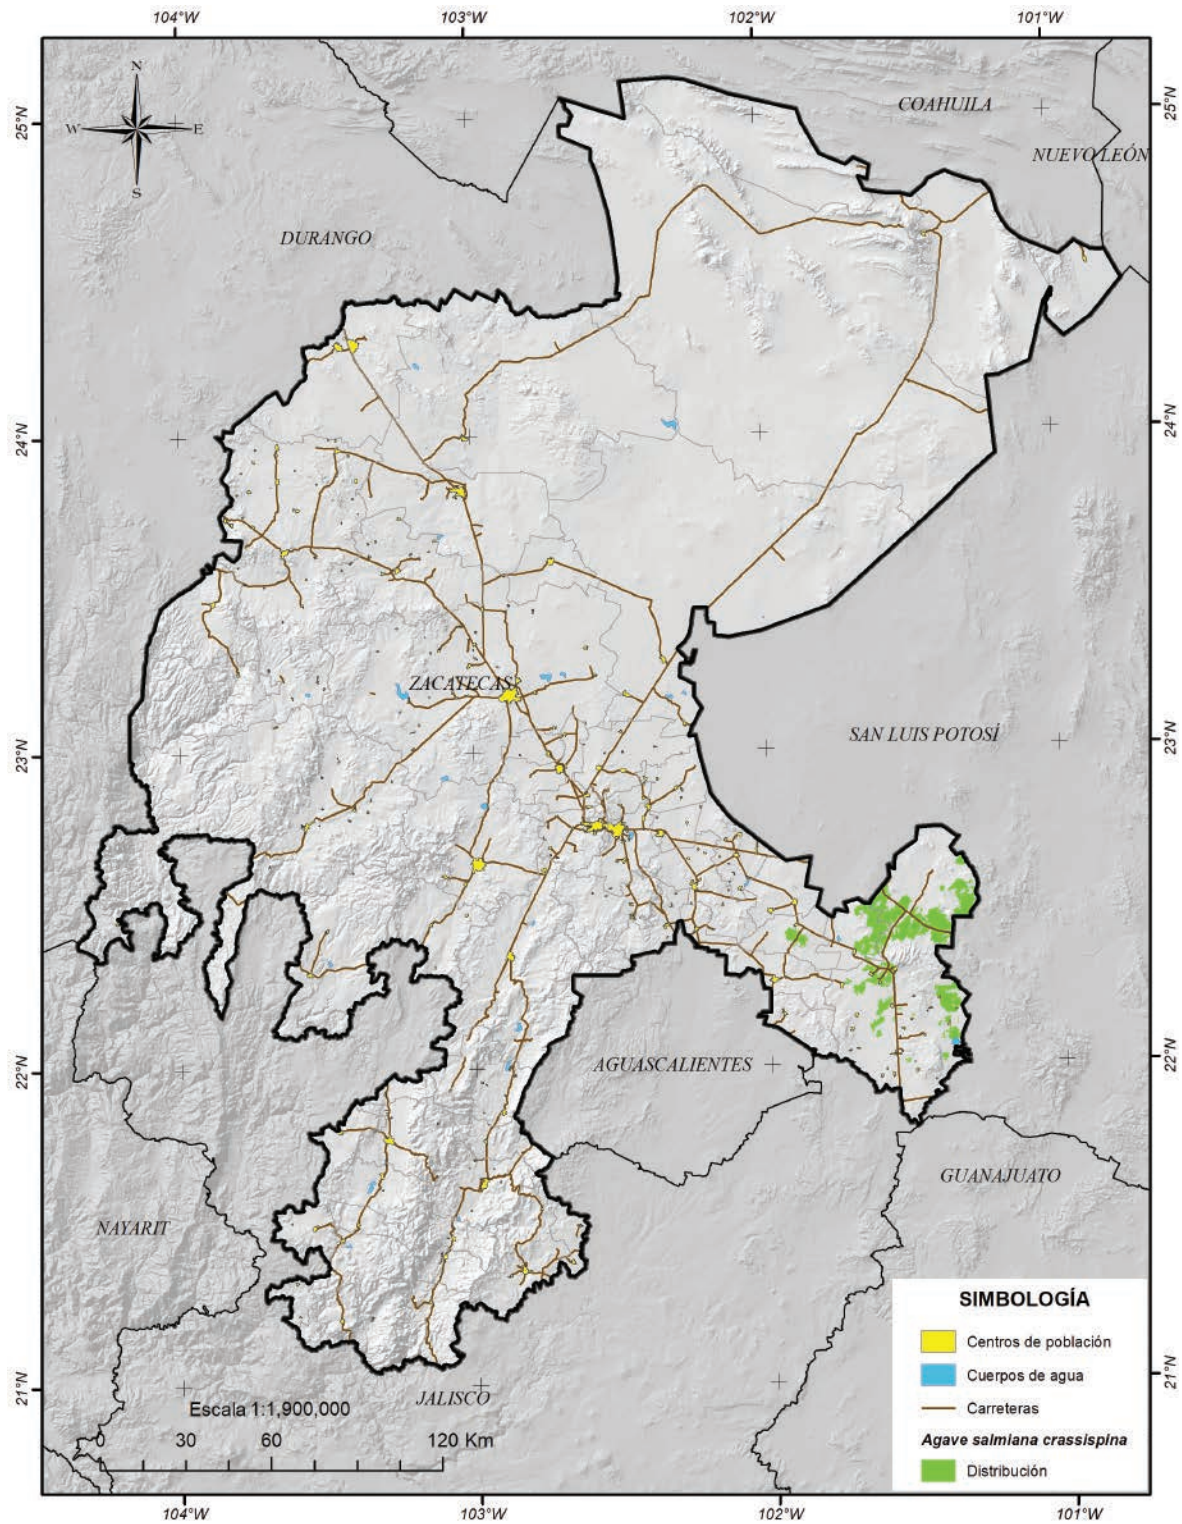 104°W 103°W 102°W 101°W
N
W E
S
25°N 25°N
COAHUILA
NUEVO LEÓN
DURANGO
24°N 24°N
ZACATECAS
SAN LUIS POTOSÍ
23°N 23°N
AGUASCALIENTES
22°N 22°N
GUANAJUATO
NAYARIT
SIMBOLOGÍA
Centros de población
Cuerpos de agua
Carreteras
Agave salmiana crassispina
Distribución
21°N 21°N
JALISCO
Escala 1:1,900,000
0 30 60 120 Km
104°W 103°W 102°W 101°W